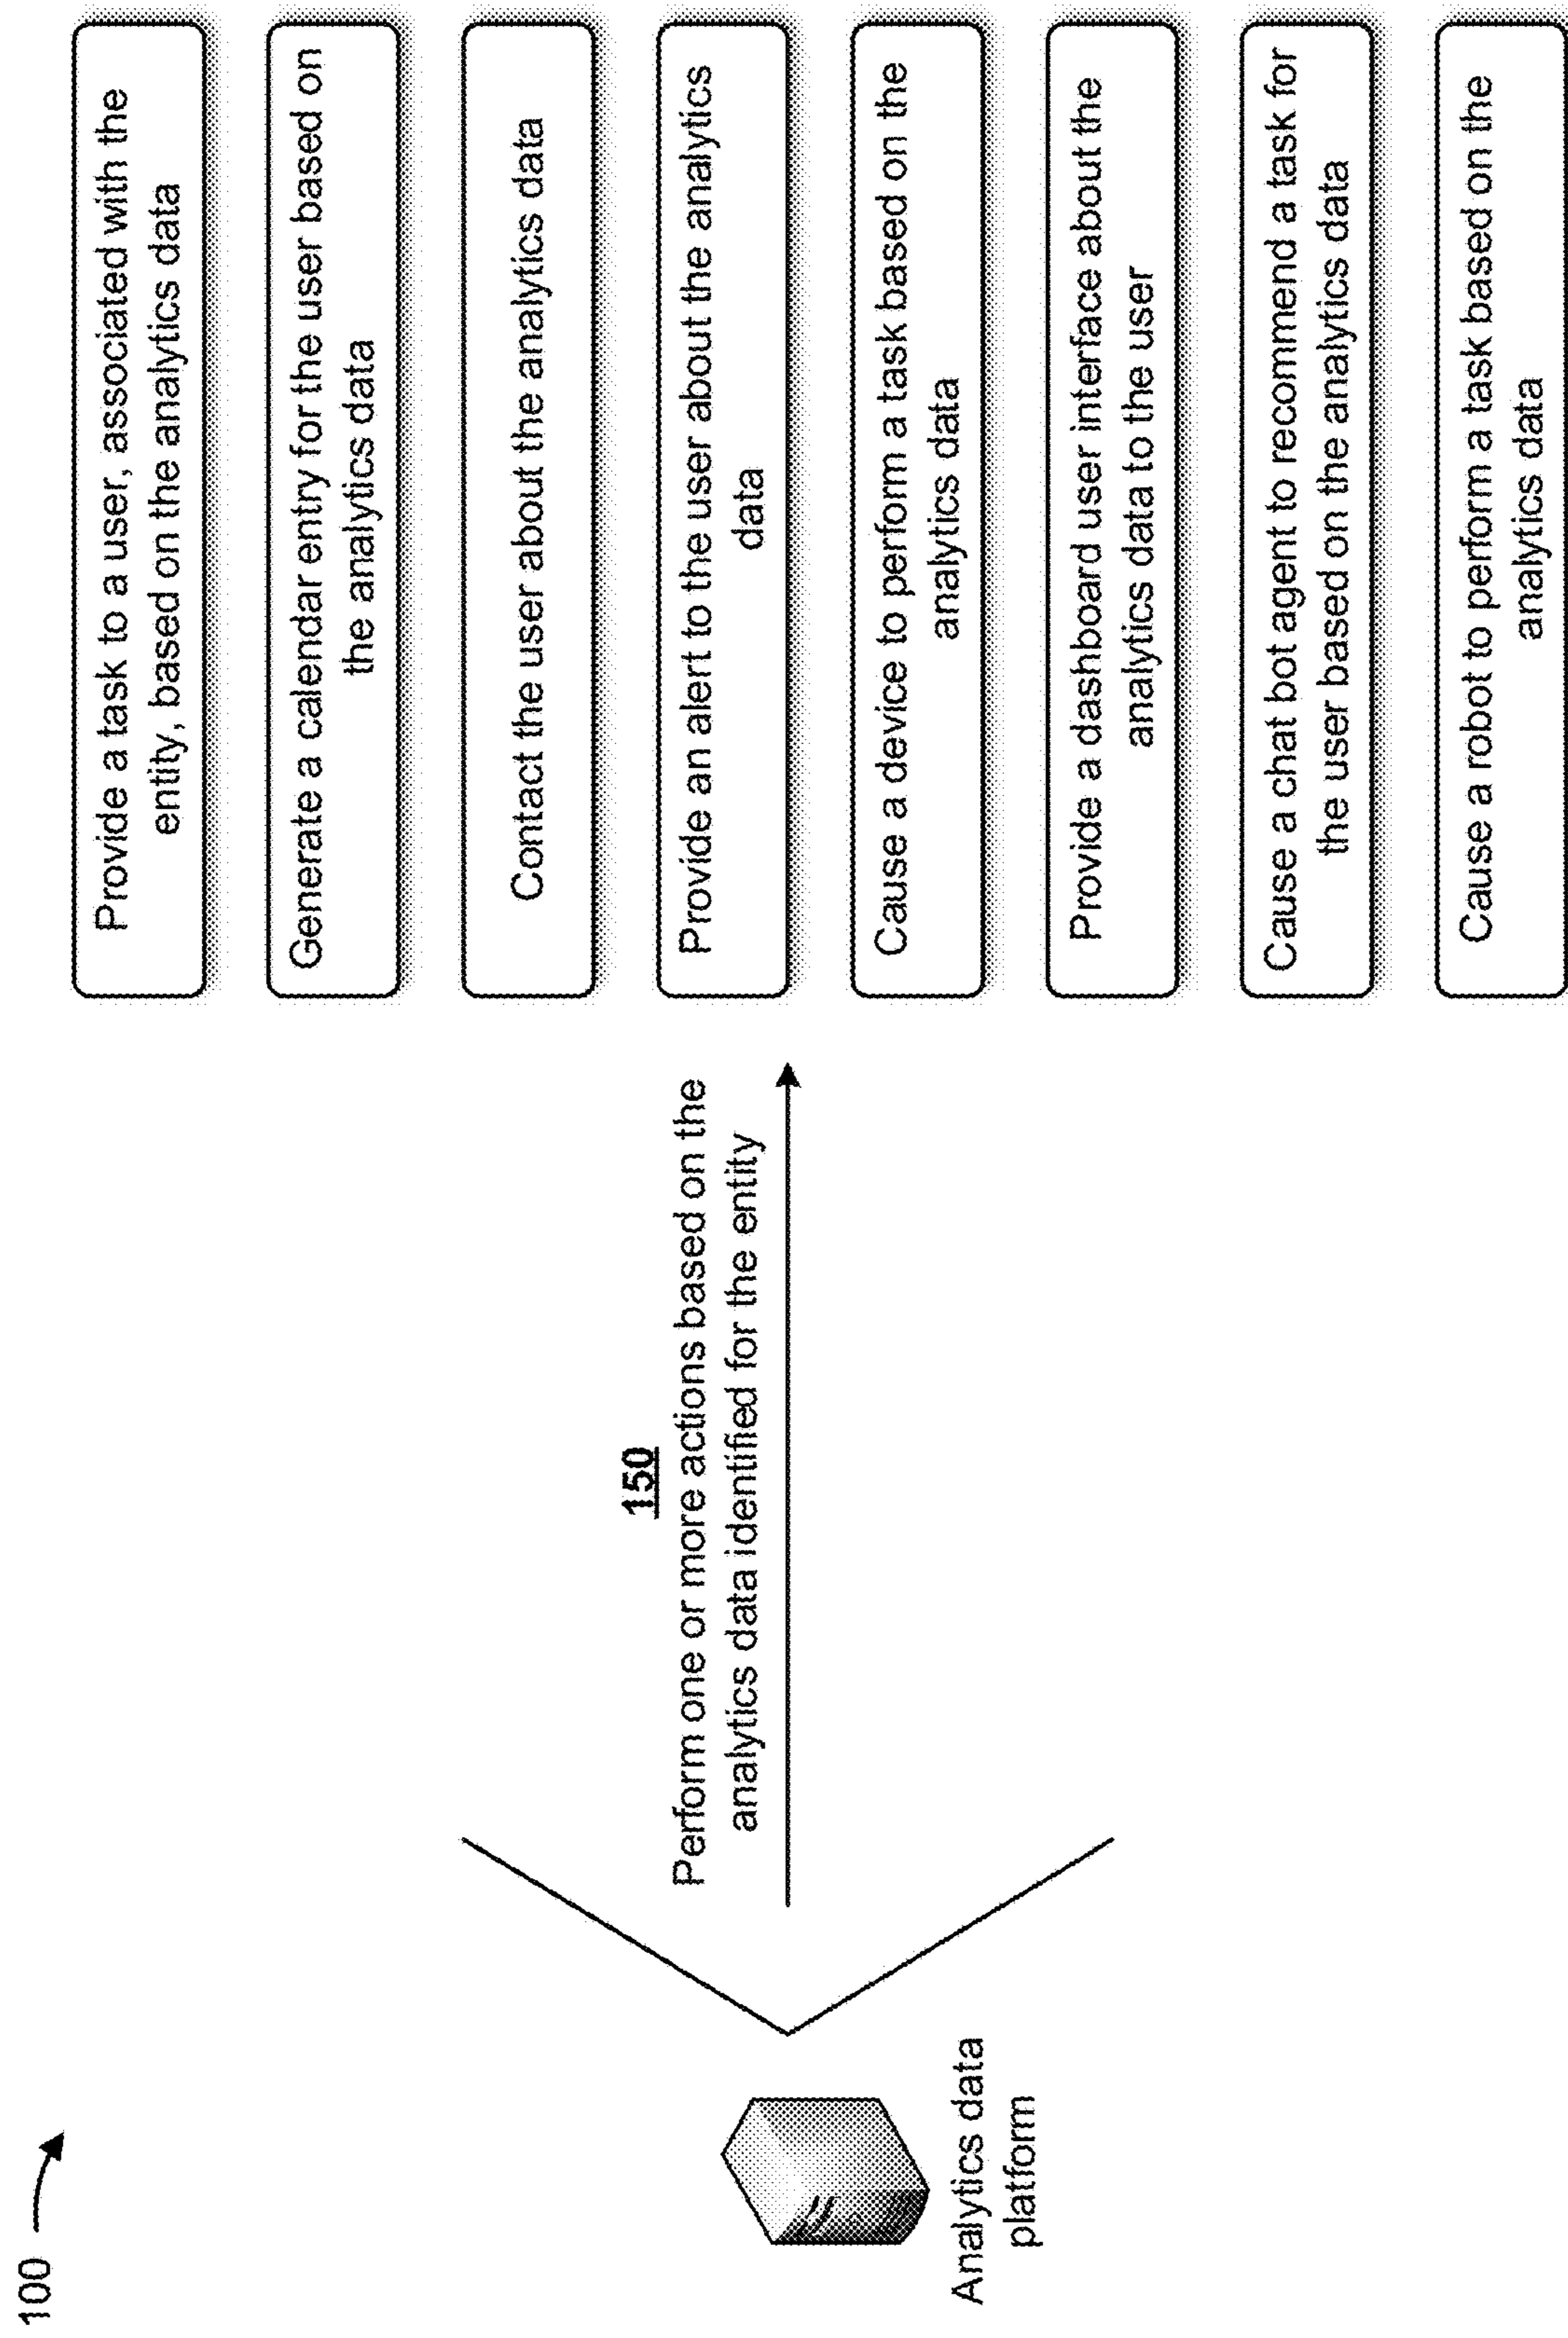 100
Analytics data
platform
150
Perform one or more actions based on the
analytics data identified for the entity
Provide a task to a user, associated with the
entity, based on the analytics data
Generate a calendar entry for the user based on
the analytics data
Contact the user about the analytics data
Provide an alert to the user about the analytics
data
Cause a device to perform a task based on the
analytics data
Provide a dashboard user interface about the
analytics data to the user
Cause a chat bot agent to recommend a task for
the user based on the analytics data
Cause a robot to perform a task based on the
analytics data